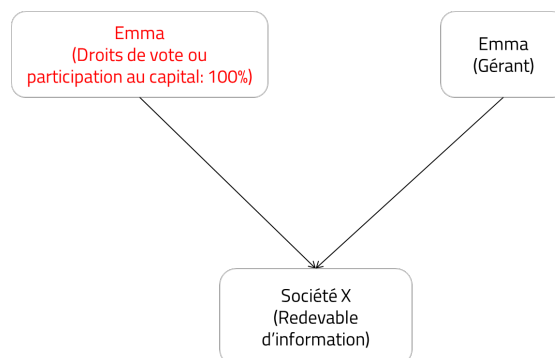 Emma
(Droits de vote ou
participation au capital: 100%)
Emma
(Gérant)
Société X
(Redevable
d'information)